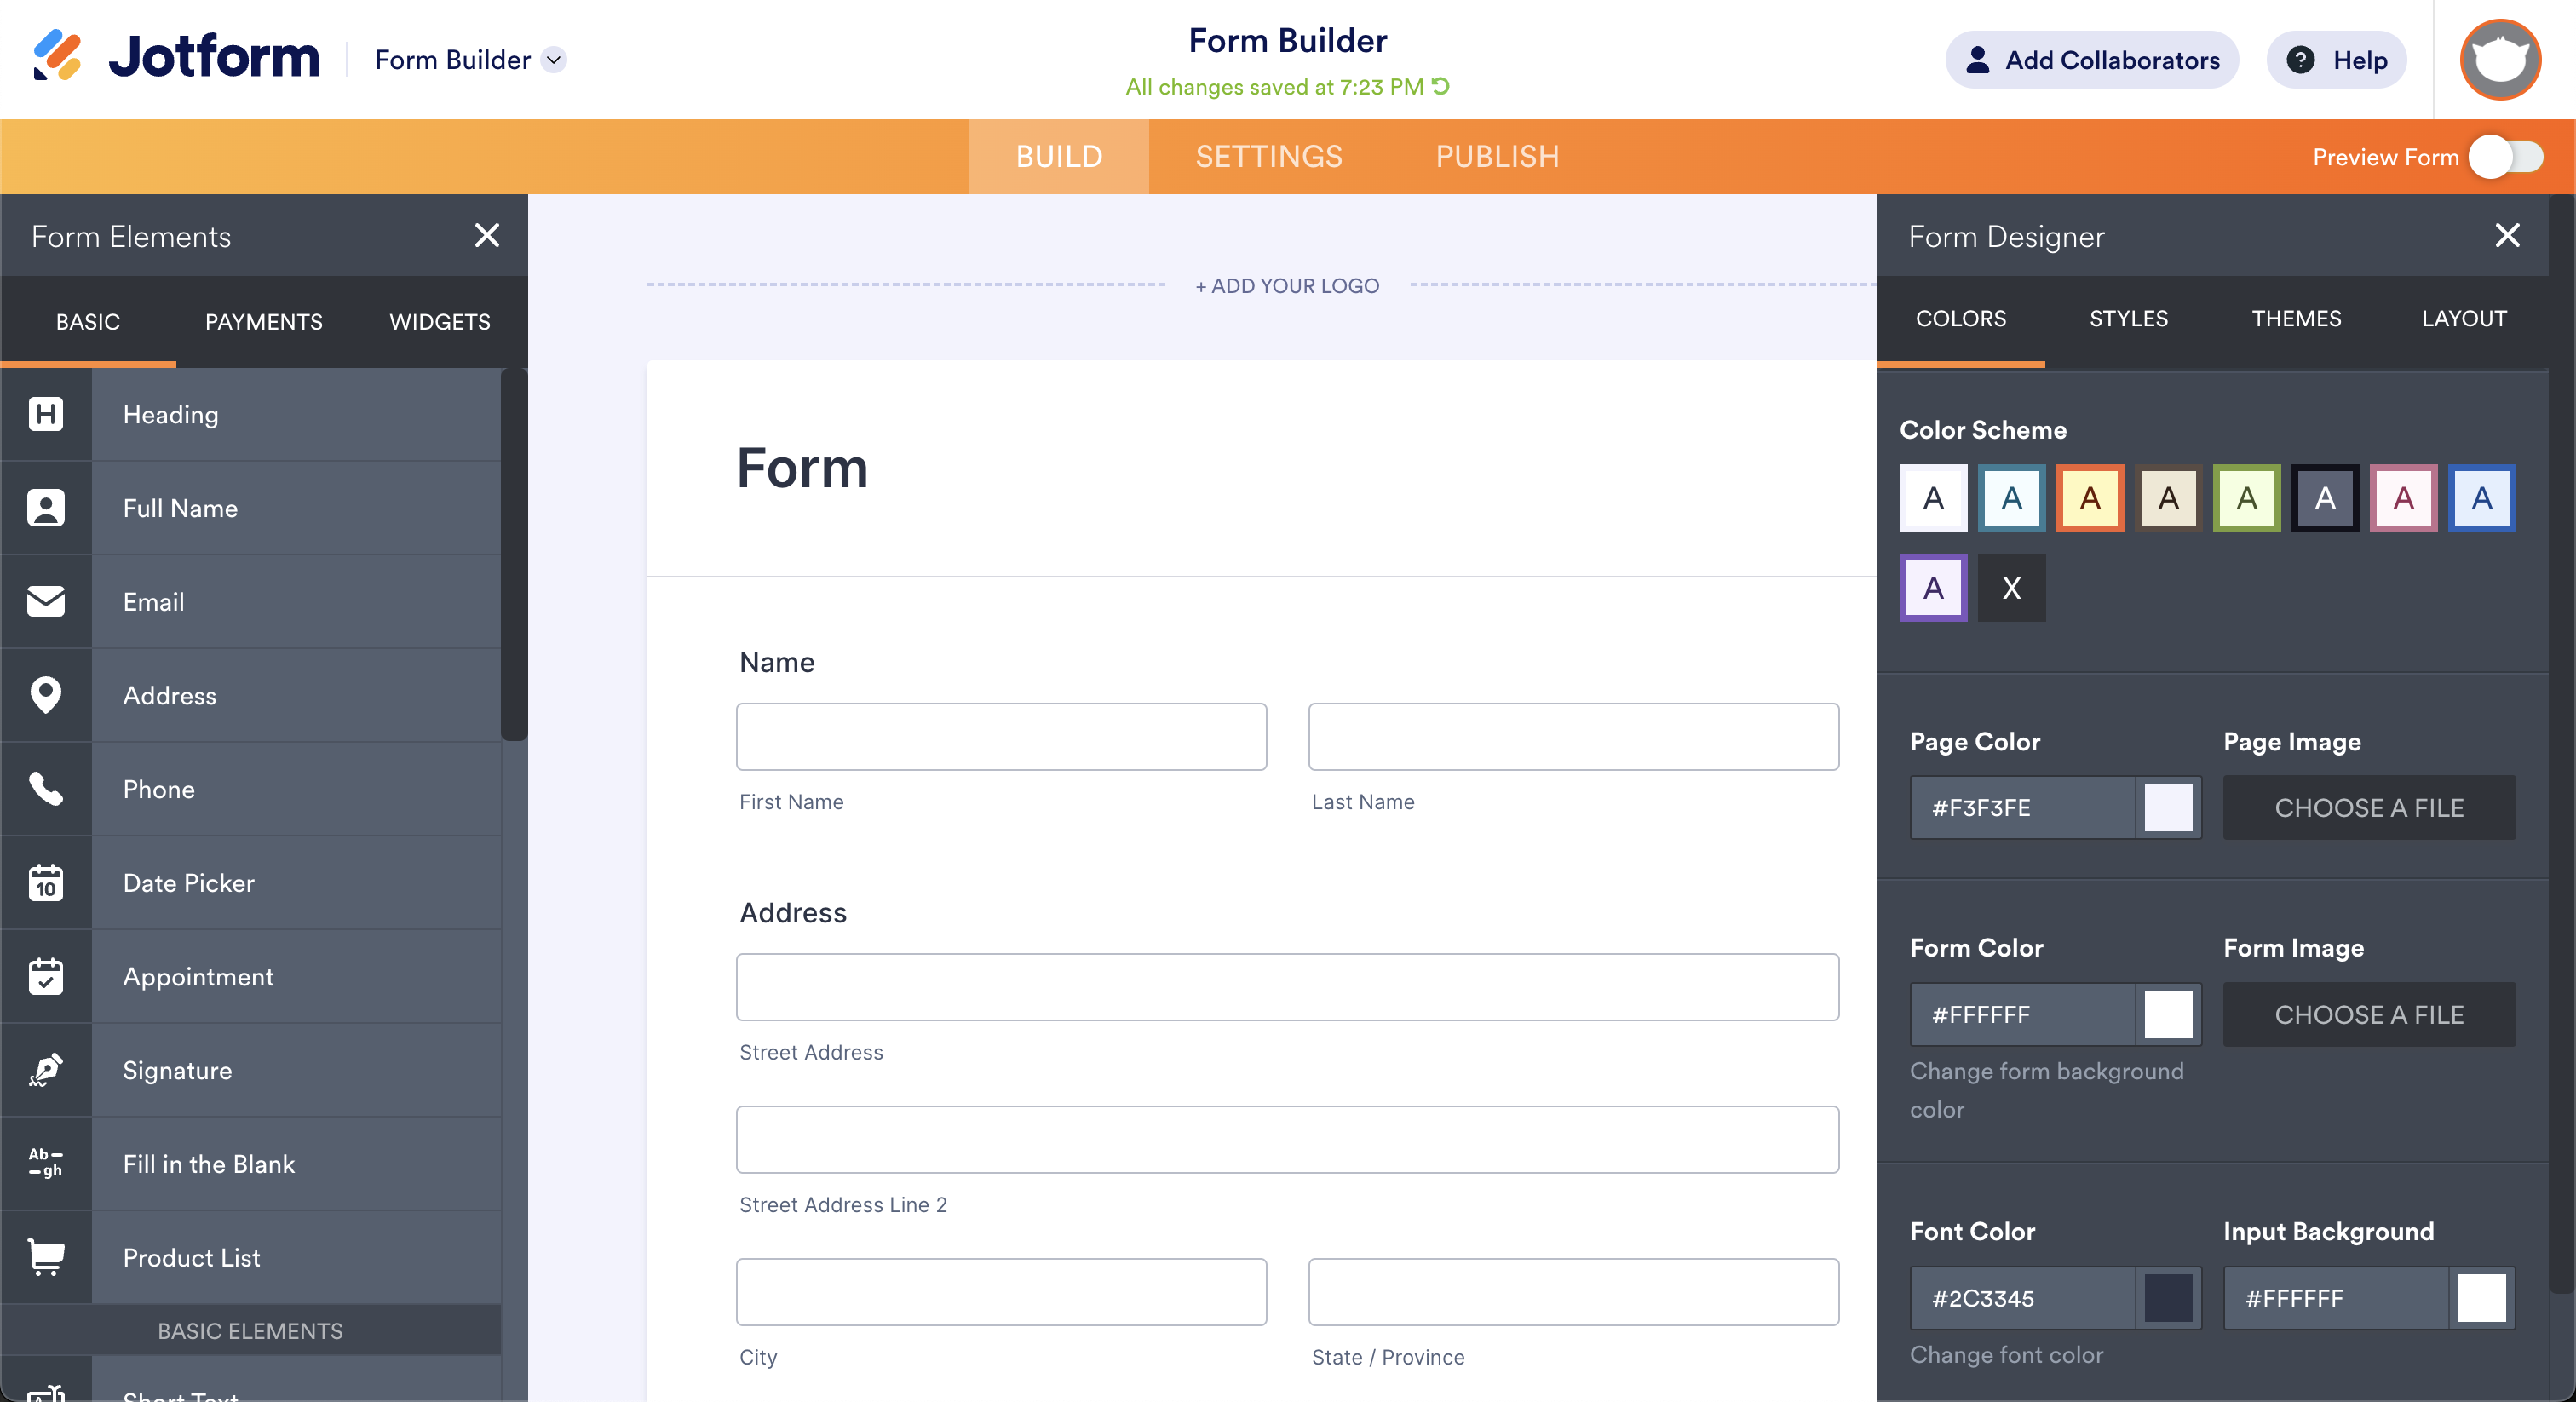 Jotform
Form Builder
Form Builder
All changes saved at 7:23 PM
Add Collaborators
? Help
BUILD
SETTINGS
PUBLISH
Preview Form
Form Elements
BASIC
PAYMENTS
WIDGETS
H Heading
Full Name
Email
Address
Phone
10 Date Picker
Appointment
Signature
Ab
gh
Fill in the Blank
Product List
BASIC ELEMENTS
Short Text
+ ADD YOUR LOGO
Form
Name
First Name
Last Name
Address
Street Address
Street Address Line 2
City
State / Province
Form Designer
COLORS
STYLES
THEMES
LAYOUT
Color Scheme
A A A A A A A A
A X
Page Color
Page Image
#F3F3FE
CHOOSE A FILE
Form Color
Form Image
#FFFFFF
CHOOSE A FILE
Change form background
color
Font Color
Input Background
#2C3345
#FFFFFF
Change font color